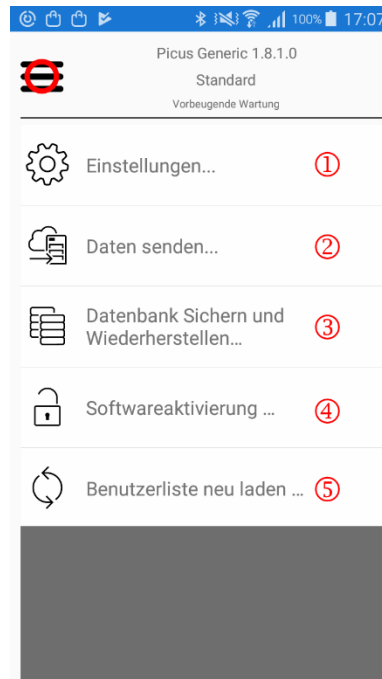 100% 17:07
Picus Generic 1.8.1.0
Standard
Vorbeugende Wartung
Einstellungen... ①
Daten senden... ②
Datenbank Sichern und
Wiederherstellen... ③
Softwareaktivierung ... ④
Benutzerliste neu laden ... ⑤